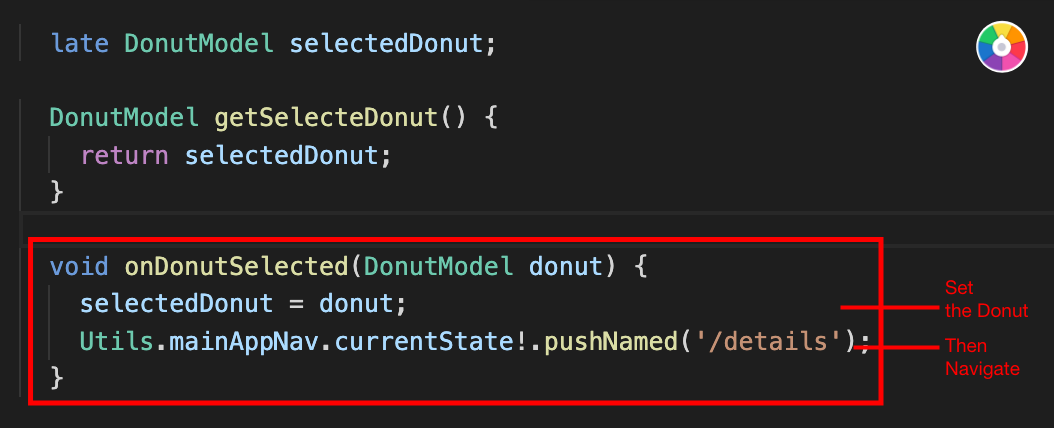 late DonutModel selectedDonut;
DonutModel getSelecteDonut() {
return selectedDonut;
}
void onDonutSelected(DonutModel donut) {
selectedDonut = donut;
Utils.mainAppNav.currentState!.pushNamed('/details');
}
Set
the Donut
Then
Navigate